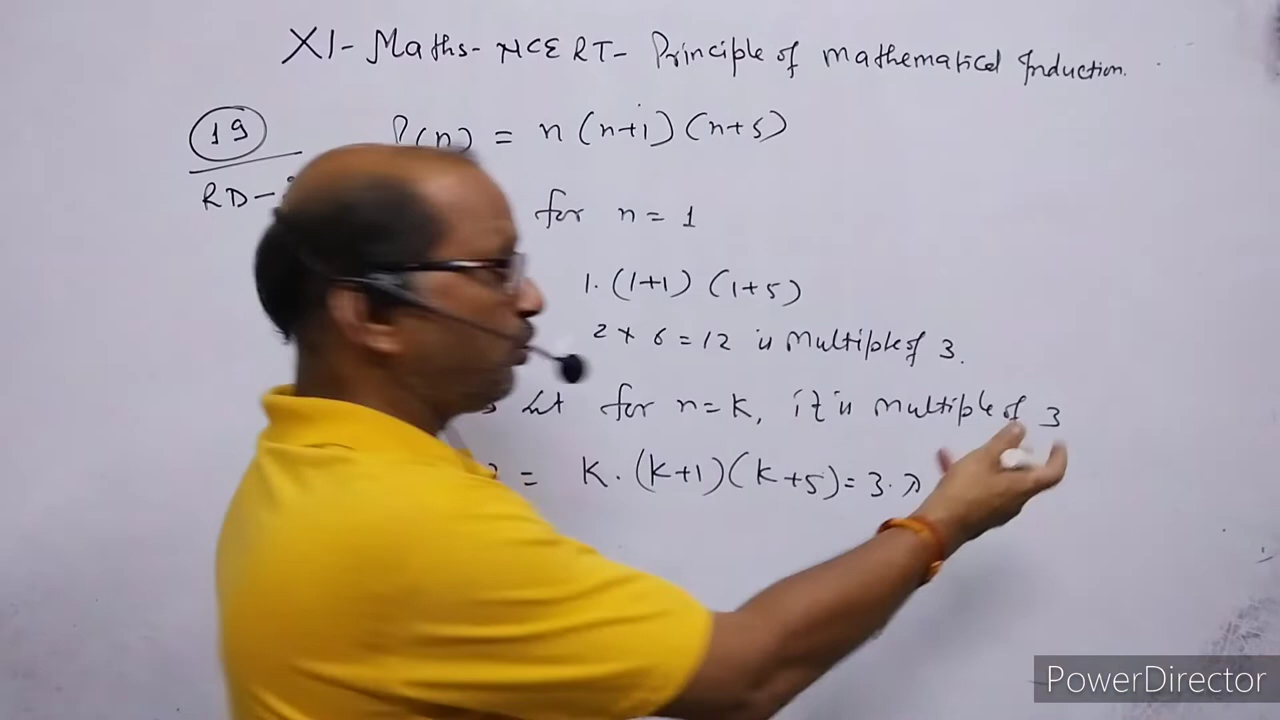 XI- Maths- NCERT- Principle of mathematical Induction.
19 P(n) = n (n+1) (n+5)
RD-
for n = 1
1. (1+1) (1+5)
2 × 6 = 12 is multiple of 3.
Let for n=K, it is multiple of 3
= K. (K+1) (K+5) = 3.λ
PowerDirector